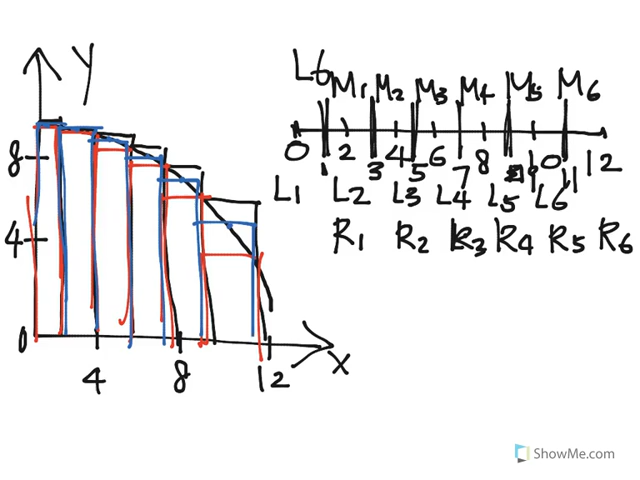 Y
8
4
0
4
8
12
X
L6 M1 M2 M3 M4 M5 M6
0 2 4 6 8 10 12
1 3 5 7 9 11
L1 L2 L3 L4 L5 L6
R1 R2 R3 R4 R5 R6
ShowMe.com